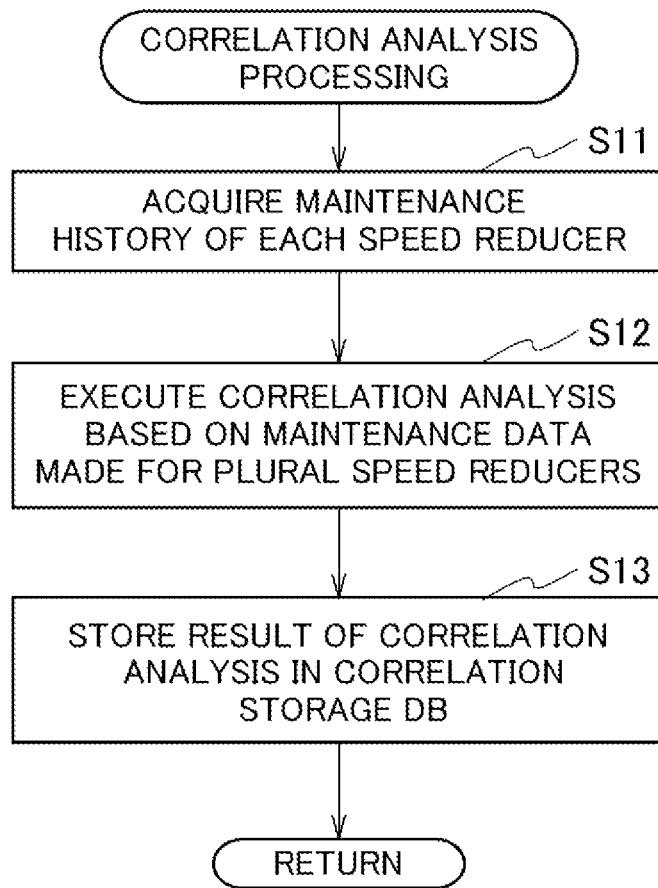 CORRELATION ANALYSIS
PROCESSING
S11
ACQUIRE MAINTENANCE
HISTORY OF EACH SPEED REDUCER
S12
EXECUTE CORRELATION ANALYSIS
BASED ON MAINTENANCE DATA
MADE FOR PLURAL SPEED REDUCERS
S13
STORE RESULT OF CORRELATION
ANALYSIS IN CORRELATION
STORAGE DB
RETURN